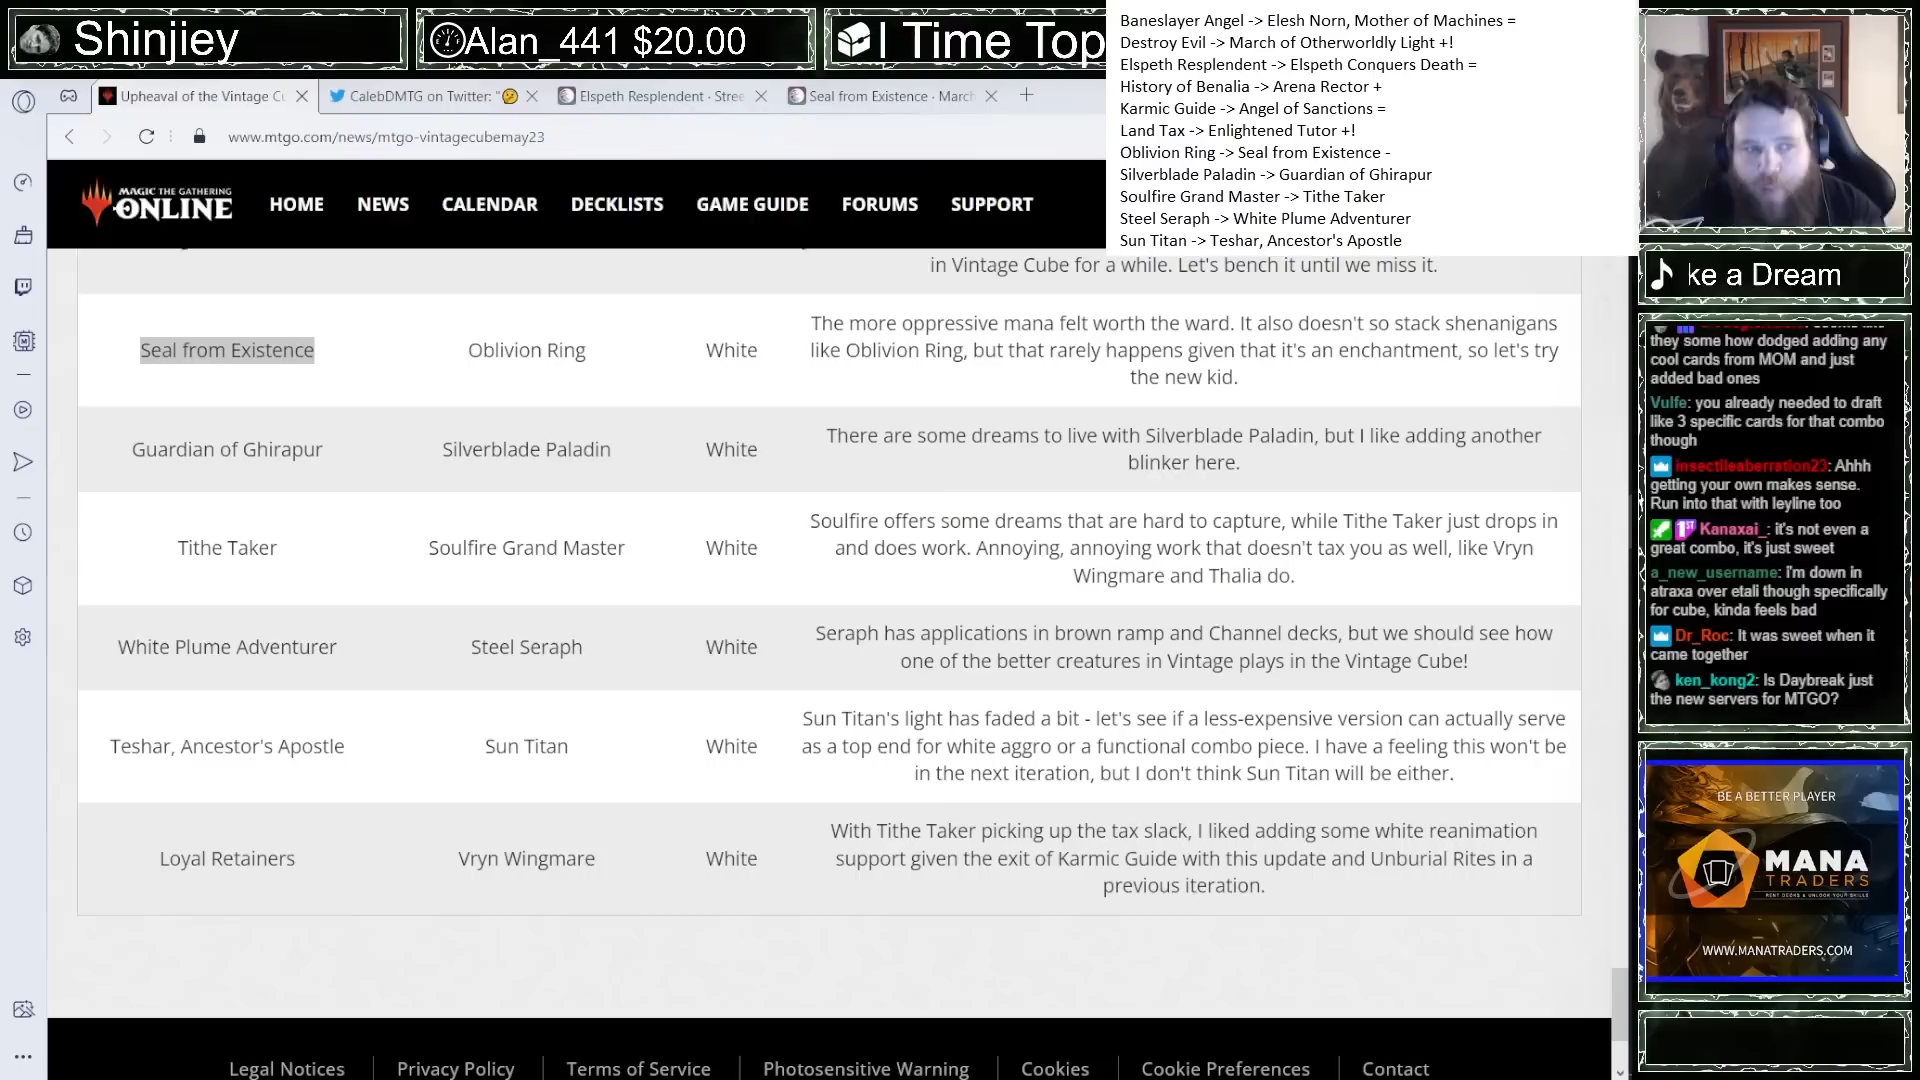 Shinjiey
Alan_441 $20.00
I Time Top
Baneslayer Angel -> Elesh Norn, Mother of Machines =
Destroy Evil -> March of Otherworldly Light +!
Elspeth Resplendent -> Elspeth Conquers Death =
History of Benalia -> Arena Rector +
Karmic Guide -> Angel of Sanctions =
Land Tax -> Enlightened Tutor +!
Oblivion Ring -> Seal from Existence -
Silverblade Paladin -> Guardian of Ghirapur
Soulfire Grand Master -> Tithe Taker
Steel Seraph -> White Plume Adventurer
Sun Titan -> Teshar, Ancestor's Apostle
Upheaval of the Vintage Cu
CalebDMTG on Twitter: "🤔
Elspeth Resplendent · Stree
Seal from Existence · March
www.mtgo.com/news/mtgo-vintagecubemay23
MAGIC THE GATHERING
ONLINE
HOME
NEWS
CALENDAR
DECKLISTS
GAME GUIDE
FORUMS
SUPPORT
in Vintage Cube for a while. Let's bench it until we miss it.
Seal from Existence
Oblivion Ring
White
The more oppressive mana felt worth the ward. It also doesn't so stack shenanigans
like Oblivion Ring, but that rarely happens given that it's an enchantment, so let's try
the new kid.
Guardian of Ghirapur
Silverblade Paladin
White
There are some dreams to live with Silverblade Paladin, but I like adding another
blinker here.
Tithe Taker
Soulfire Grand Master
White
Soulfire offers some dreams that are hard to capture, while Tithe Taker just drops in
and does work. Annoying, annoying work that doesn't tax you as well, like Vryn
Wingmare and Thalia do.
White Plume Adventurer
Steel Seraph
White
Seraph has applications in brown ramp and Channel decks, but we should see how
one of the better creatures in Vintage plays in the Vintage Cube!
Teshar, Ancestor's Apostle
Sun Titan
White
Sun Titan's light has faded a bit - let's see if a less-expensive version can actually serve
as a top end for white aggro or a functional combo piece. I have a feeling this won't be
in the next iteration, but I don't think Sun Titan will be either.
Loyal Retainers
Vryn Wingmare
White
With Tithe Taker picking up the tax slack, I liked adding some white reanimation
support given the exit of Karmic Guide with this update and Unburial Rites in a
previous iteration.
Legal Notices
Privacy Policy
Terms of Service
Photosensitive Warning
Cookies
Cookie Preferences
Contact
ke a Dream
they some how dodged adding any
cool cards from MOM and just
added bad ones
Vulfe: you already needed to draft
like 3 specific cards for that combo
though
insectileaberration23: Ahhh
getting your own makes sense.
Run into that with leyline too
1ST Kanaxai_: it's not even a
great combo, it's just sweet
a_new_username: i'm down in
atraxa over etali though specifically
for cube, kinda feels bad
Dr_Roc: It was sweet when it
came together
ken_kong2: Is Daybreak just
the new servers for MTGO?
BE A BETTER PLAYER
MANA
TRADERS
RENT DECKS & UNLOCK YOUR SKILLS
WWW.MANATRADERS.COM